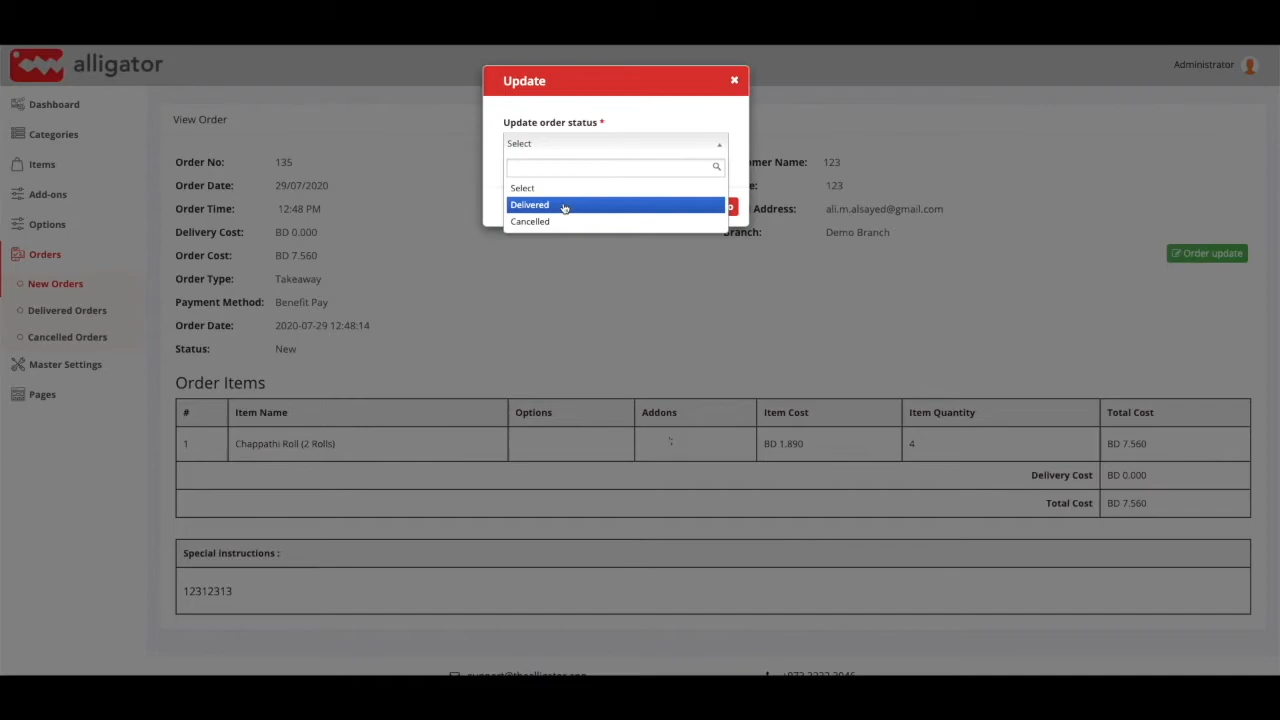 alligator
Administrator
Dashboard
Categories
Items
Add-ons
Options
Orders
New Orders
Delivered Orders
Cancelled Orders
Master Settings
Pages
Update
Update order status *
Select
Select
Delivered
Cancelled
View Order
Order No: 135
Order Date: 29/07/2020
Order Time: 12:48 PM
Delivery Cost: BD 0.000
Order Cost: BD 7.560
Order Type: Takeaway
Payment Method: Benefit Pay
Order Date: 2020-07-29 12:48:14
Status: New
Name: 123
123
Address: ali.m.alsayed@gmail.com
Demo Branch
Order update
Order Items
# Item Name Options Addons Item Cost Item Quantity Total Cost
1 Chappathi Roll (2 Rolls) BD 1.890 4 BD 7.560
Delivery Cost BD 0.000
Total Cost BD 7.560
Special instructions :
12312313